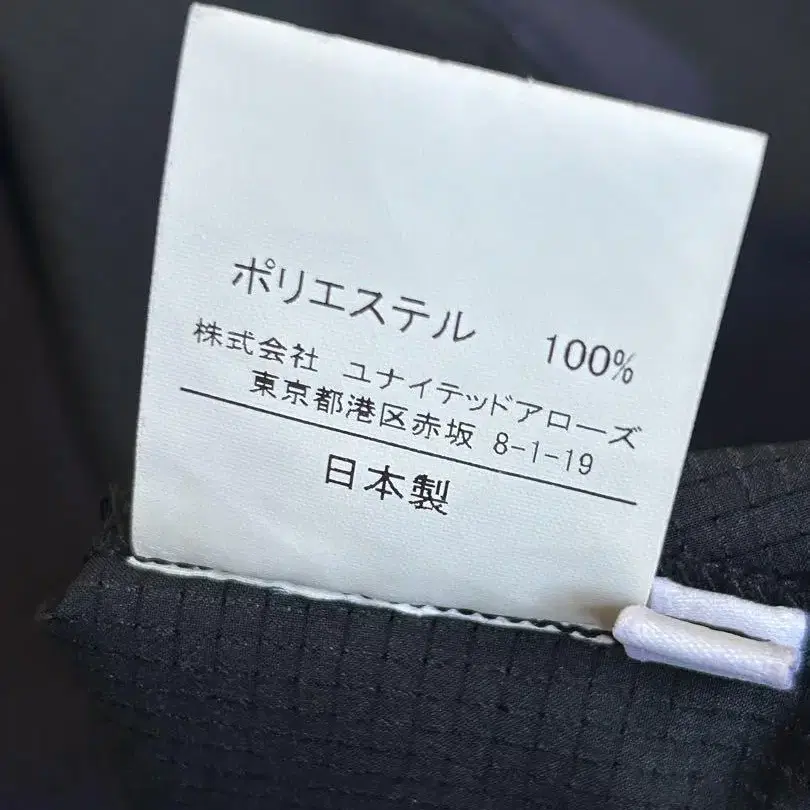 ポリエステル 100%
株式会社 ユナイテッドアローズ
東京都港区赤坂 8-1-19
日本製